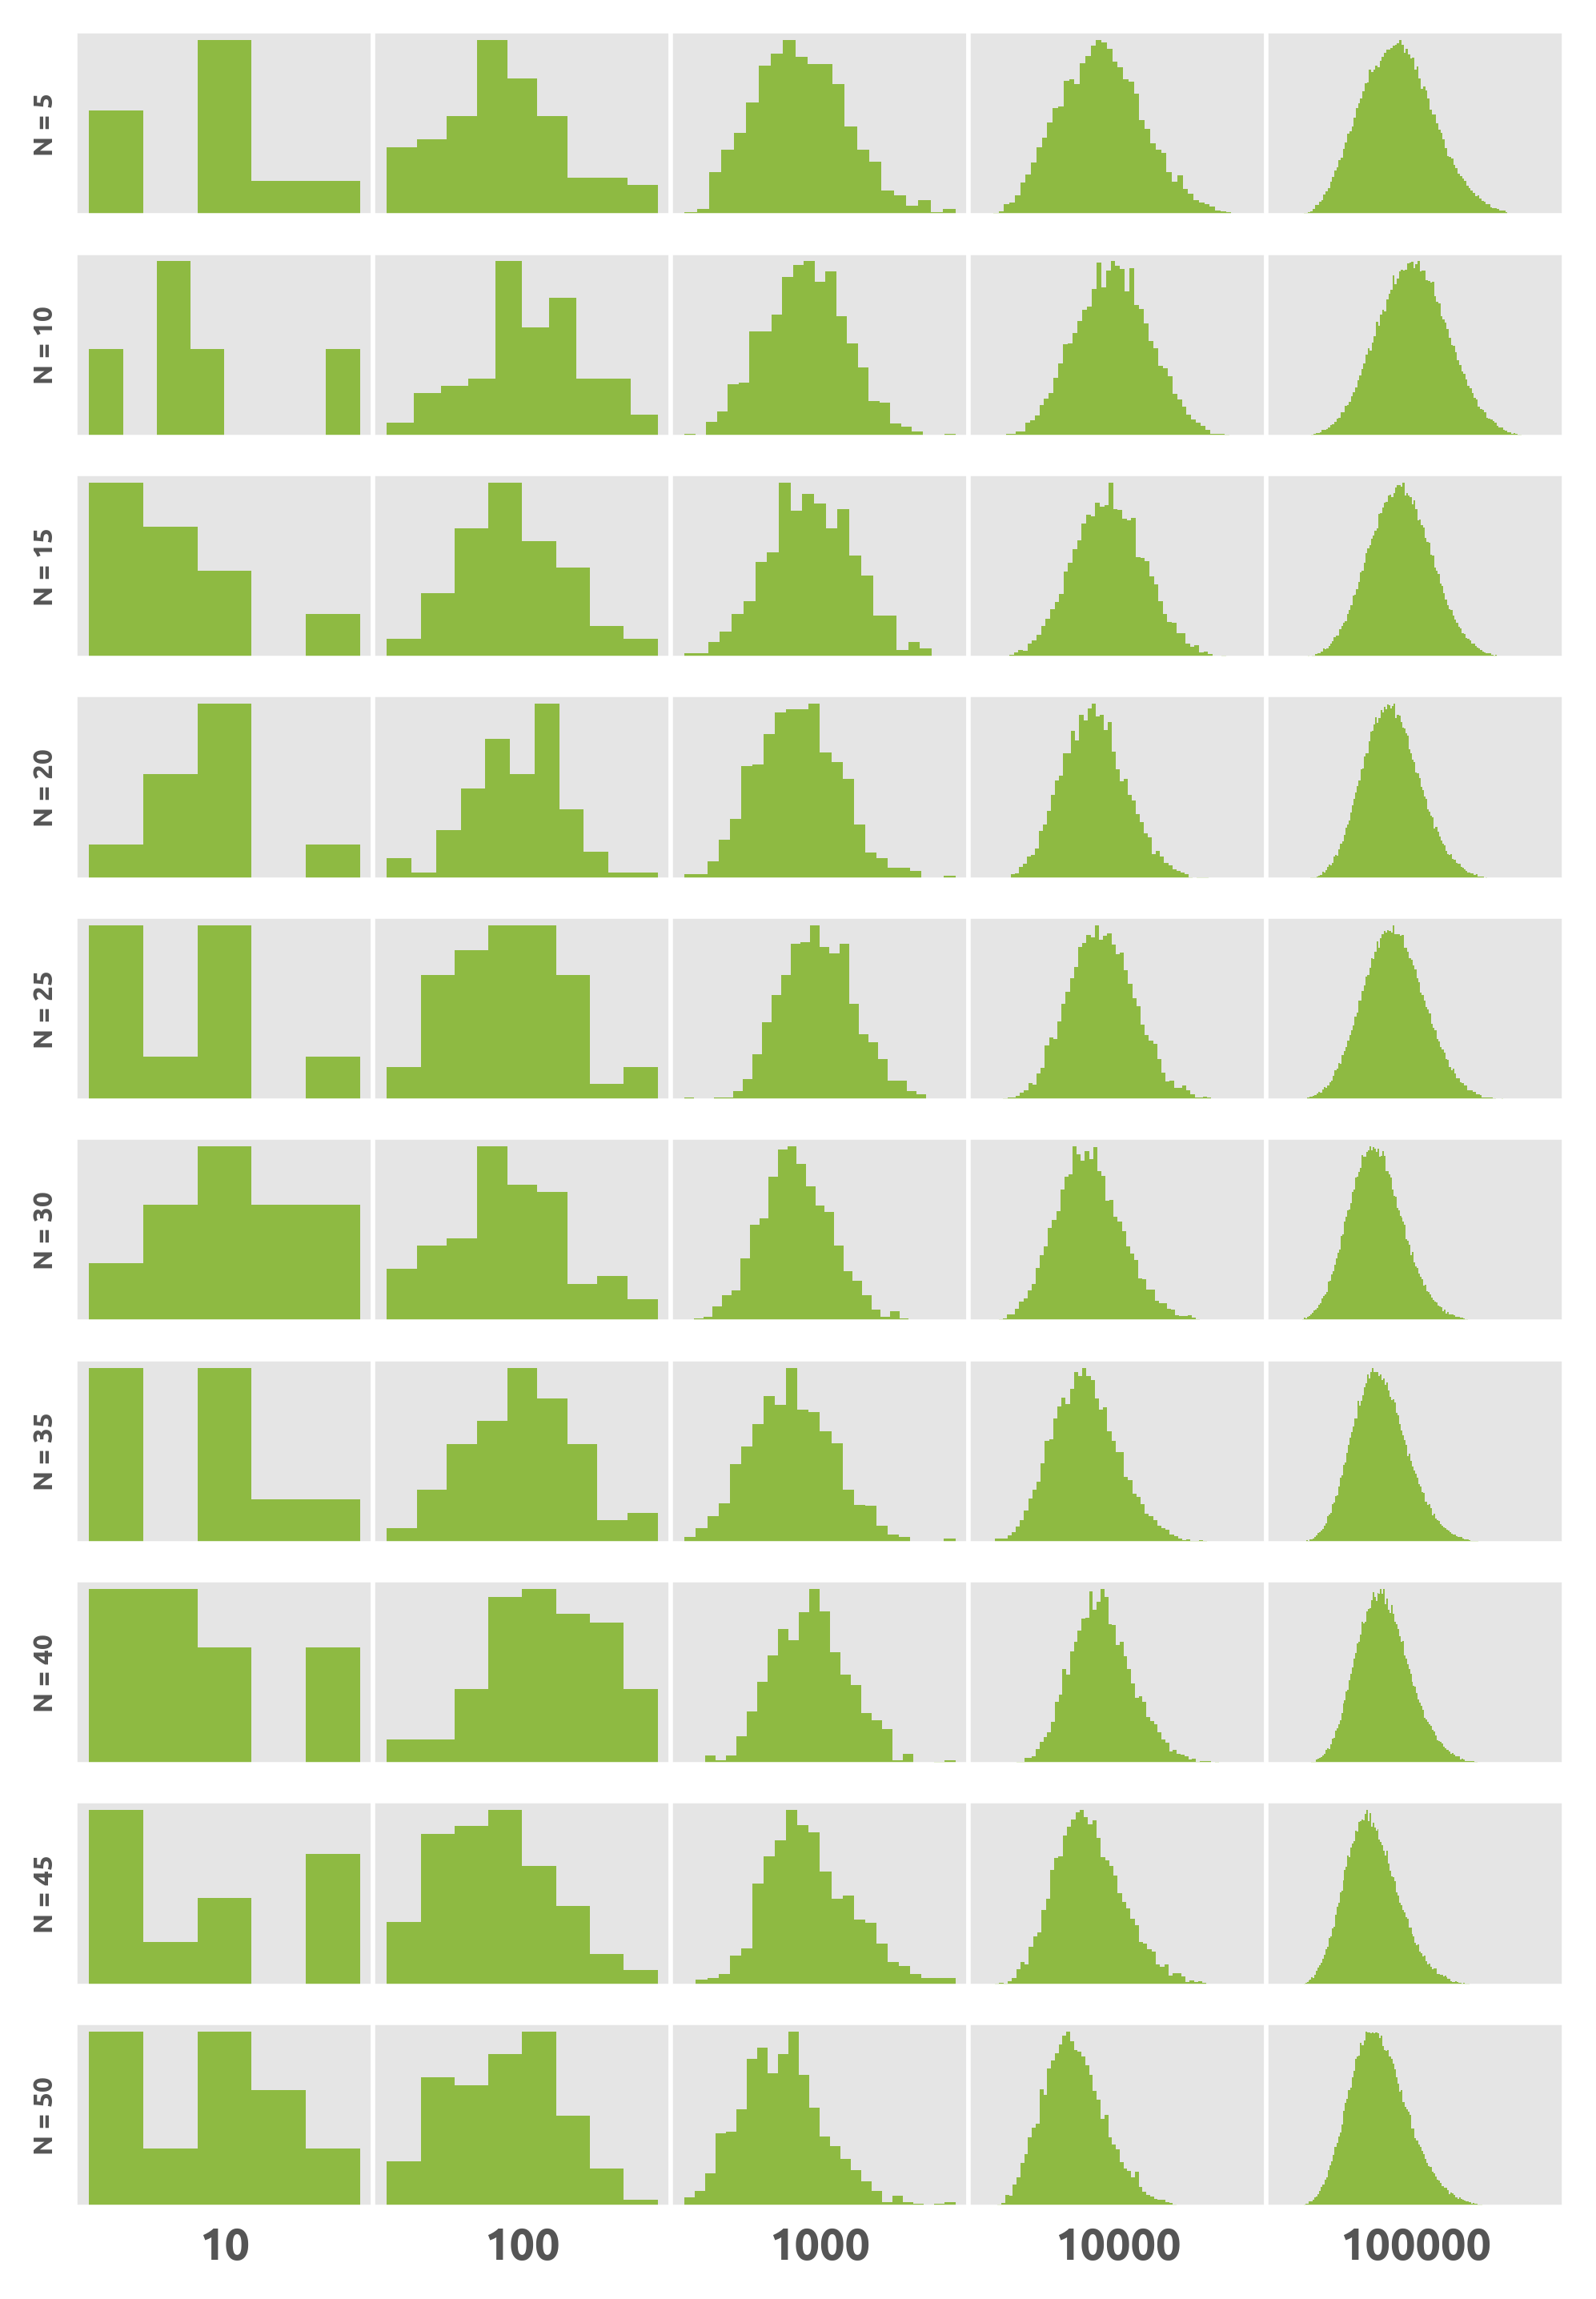 N = 5
N = 10
N = 15
N = 20
N = 25
N = 30
N = 35
N = 40
N = 45
N = 50
10 100 1000 10000 100000